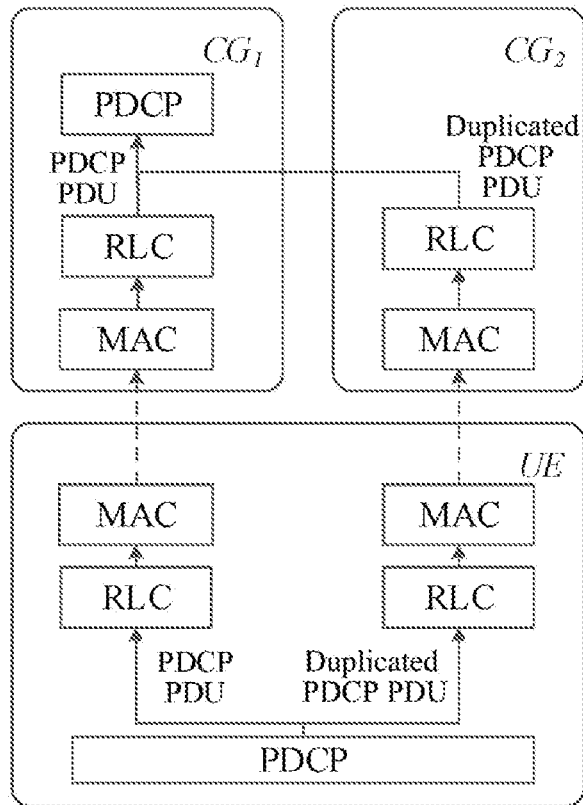 CG1
PDCP
PDCP
PDU
RLC
MAC
CG2
Duplicated
PDCP
PDU
RLC
MAC
UE
MAC
MAC
RLC
RLC
PDCP
PDU
Duplicated
PDCP PDU
PDCP